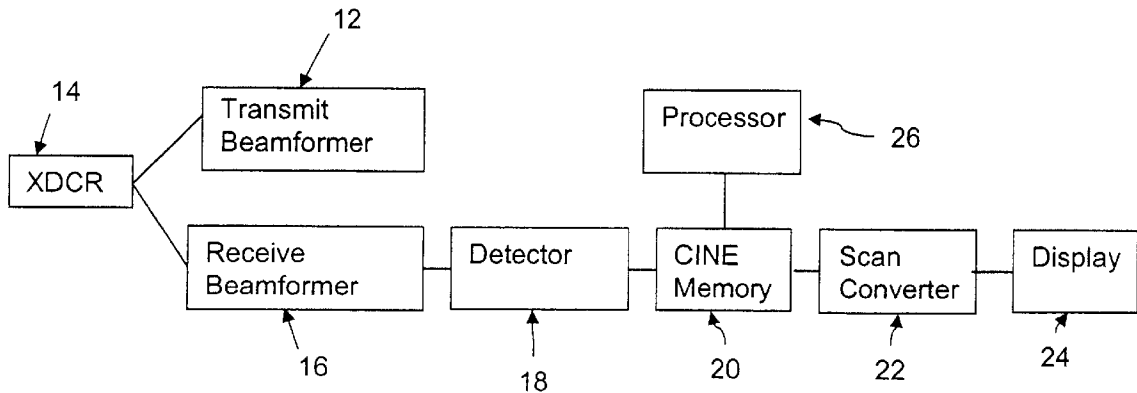 12
14
Transmit
Beamformer
Processor
26
XDCR
Receive
Beamformer
Detector
CINE
Memory
Scan
Converter
Display
16
18
20
22
24